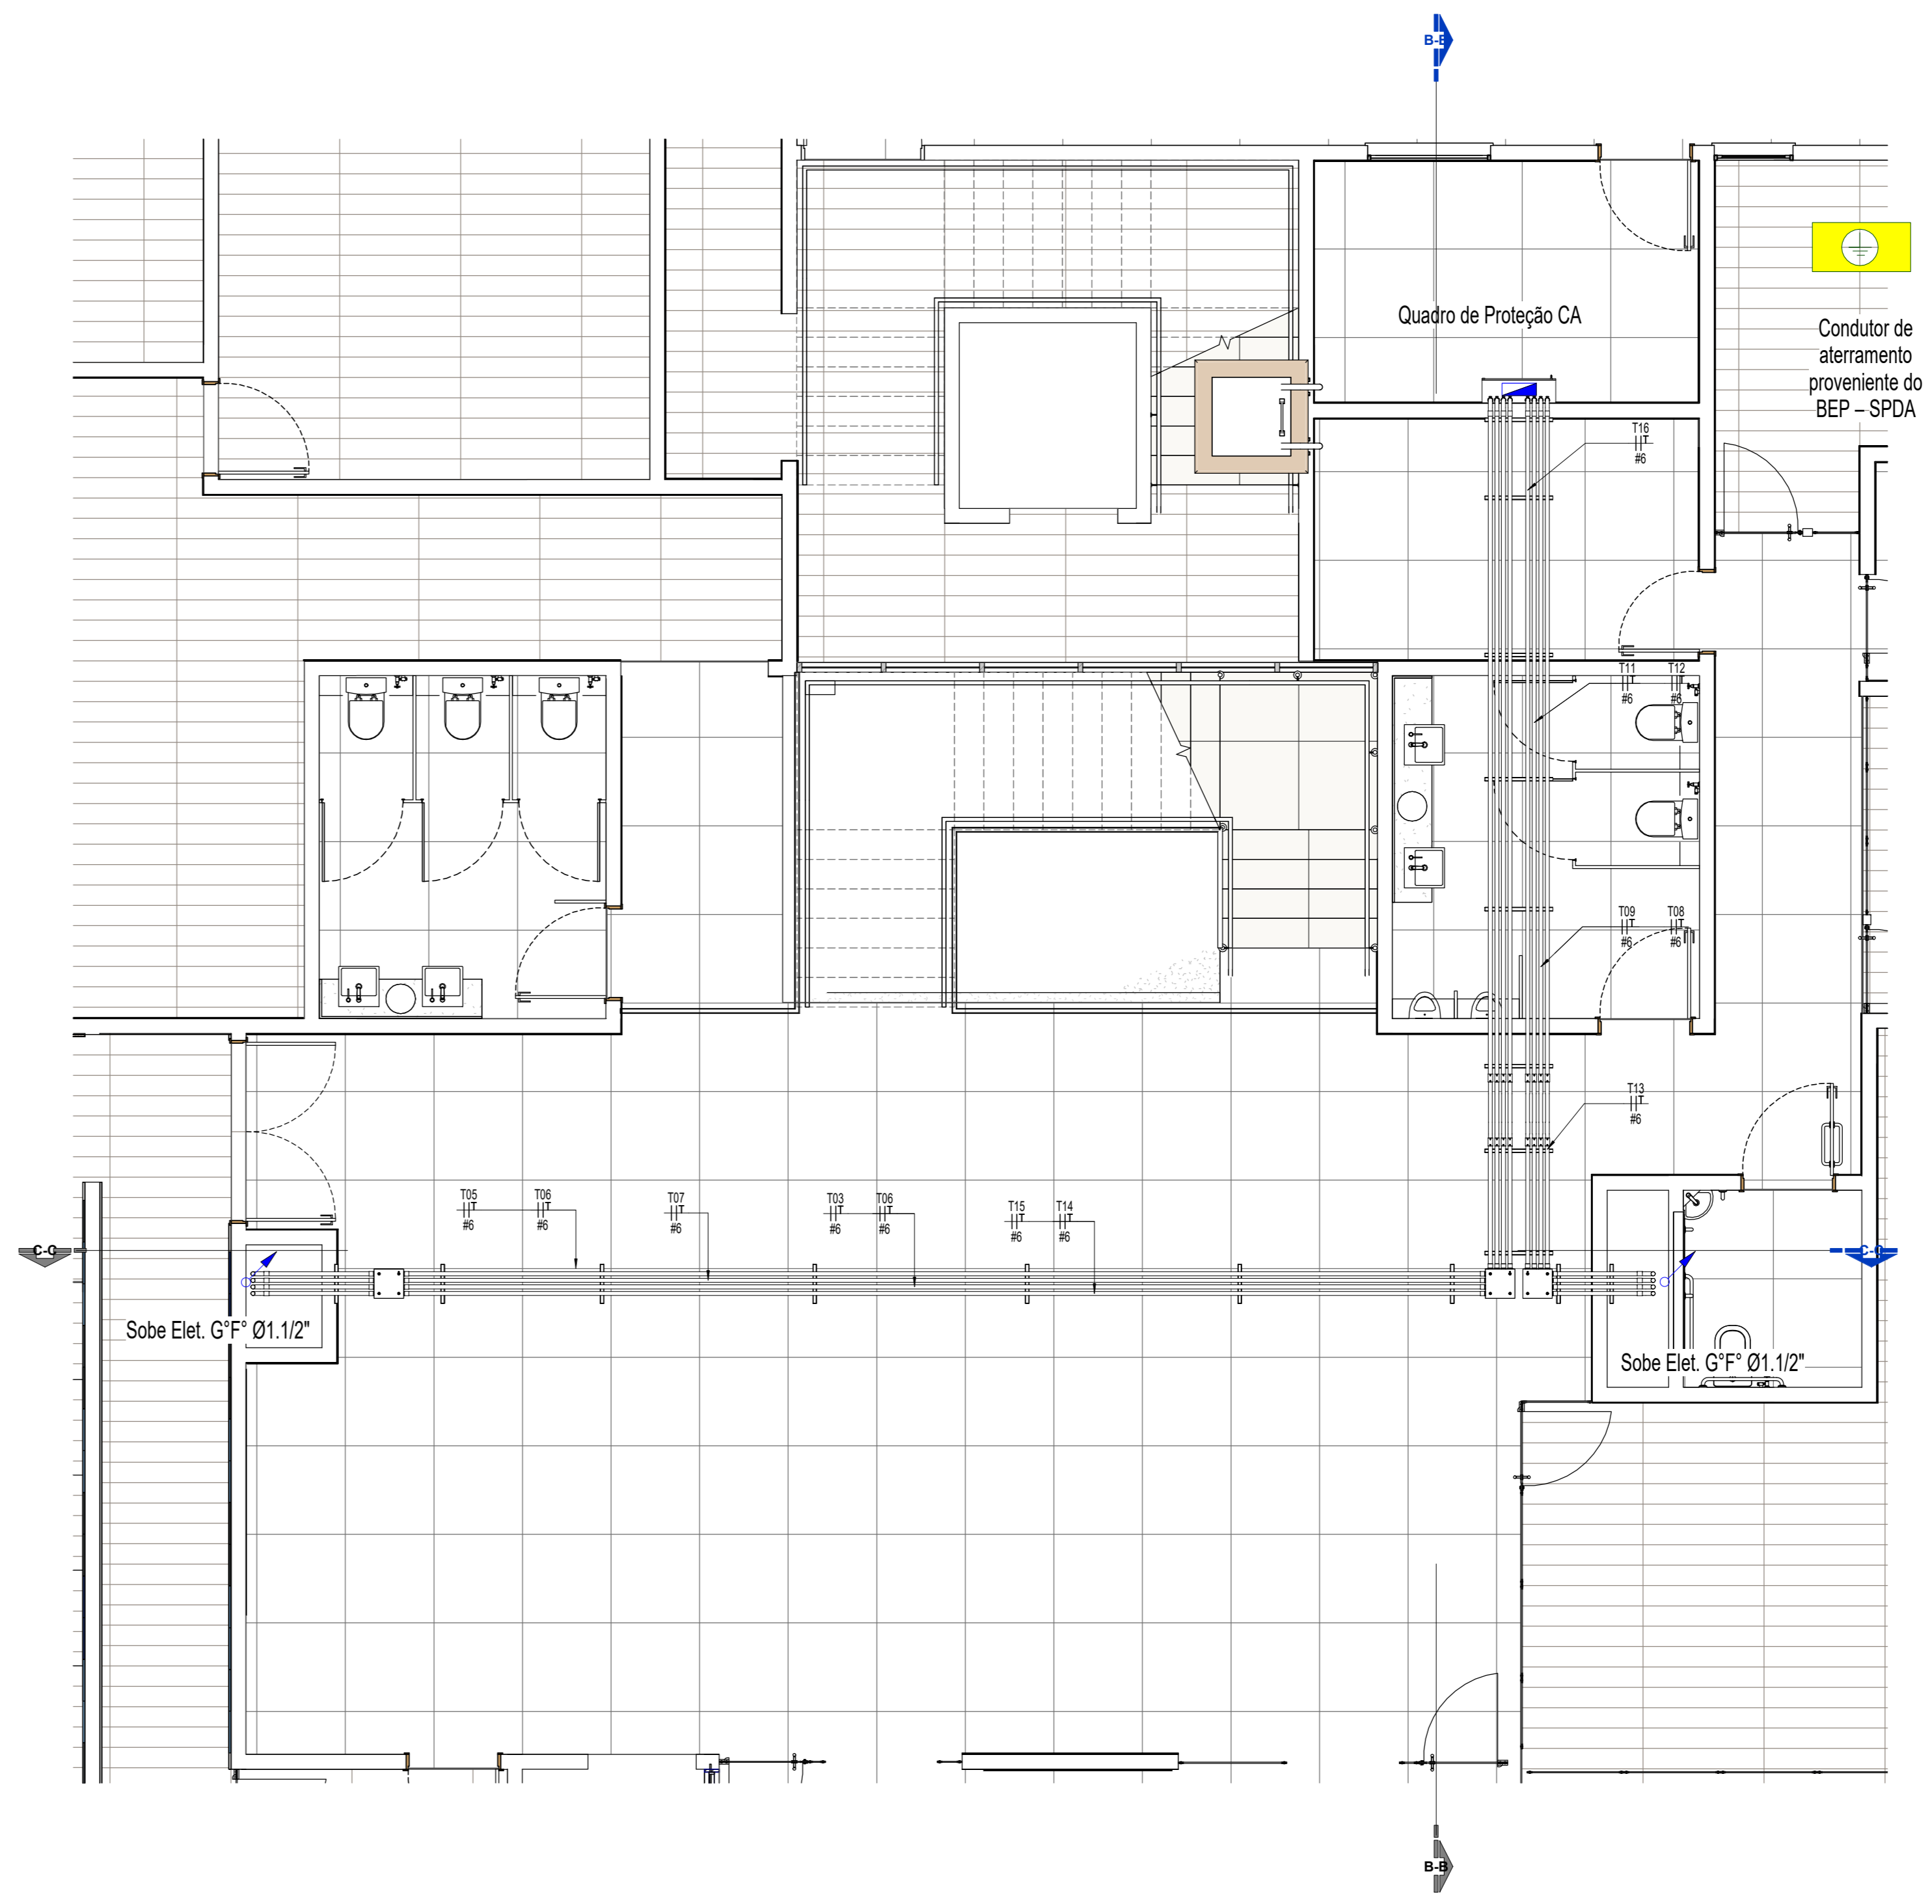 B-B
Quadro de Proteção CA
Condutor de
aterramento
proveniente do
BEP – SPDA
T16
T
#6
T11 T12
T T
#6 #6
T09 T08
T T
#6 #6
T13
T
#6
T05 T06 T07 T03 T06 T15 T14
T T T T T T T
#6 #6 #6 #6 #6 #6 #6
C-C
C-C
Sobe Elet. G°F° Ø1.1/2"
Sobe Elet. G°F° Ø1.1/2"
B-B